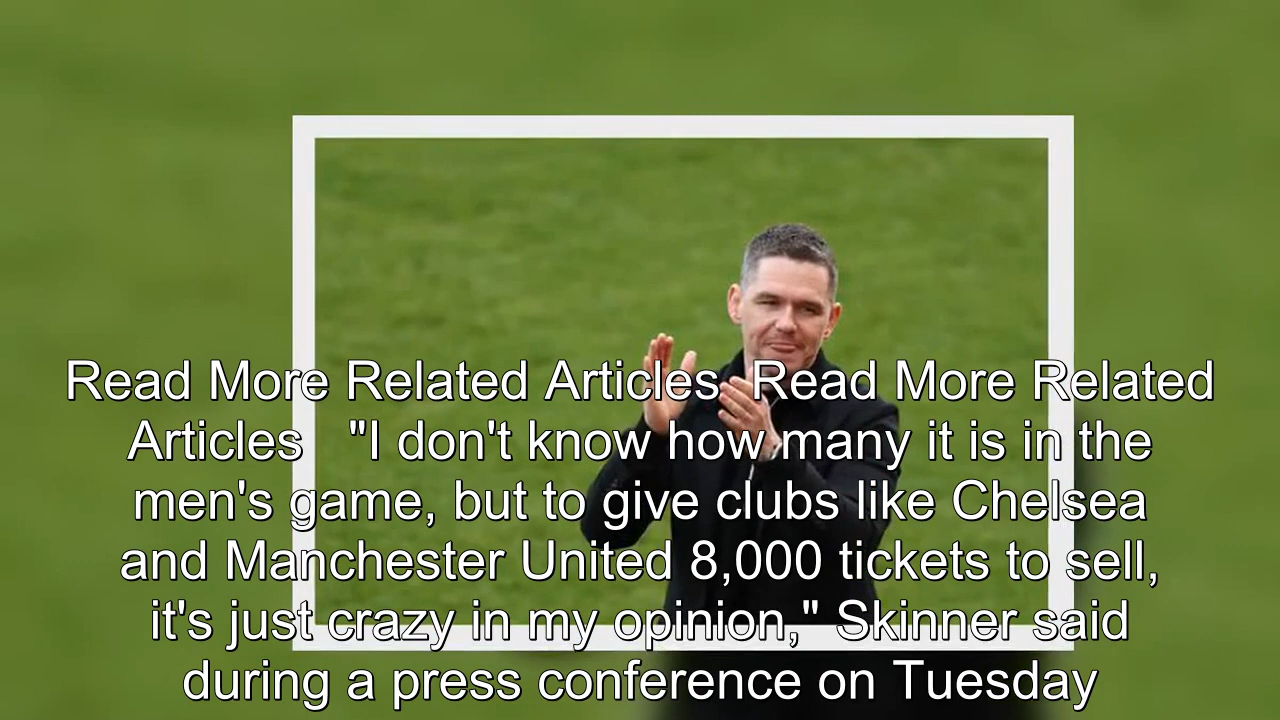 Read More Related Articles  Read More Related
Articles   "I don't know how many it is in the
men's game, but to give clubs like Chelsea
and Manchester United 8,000 tickets to sell,
it's just crazy in my opinion," Skinner said
during a press conference on Tuesday